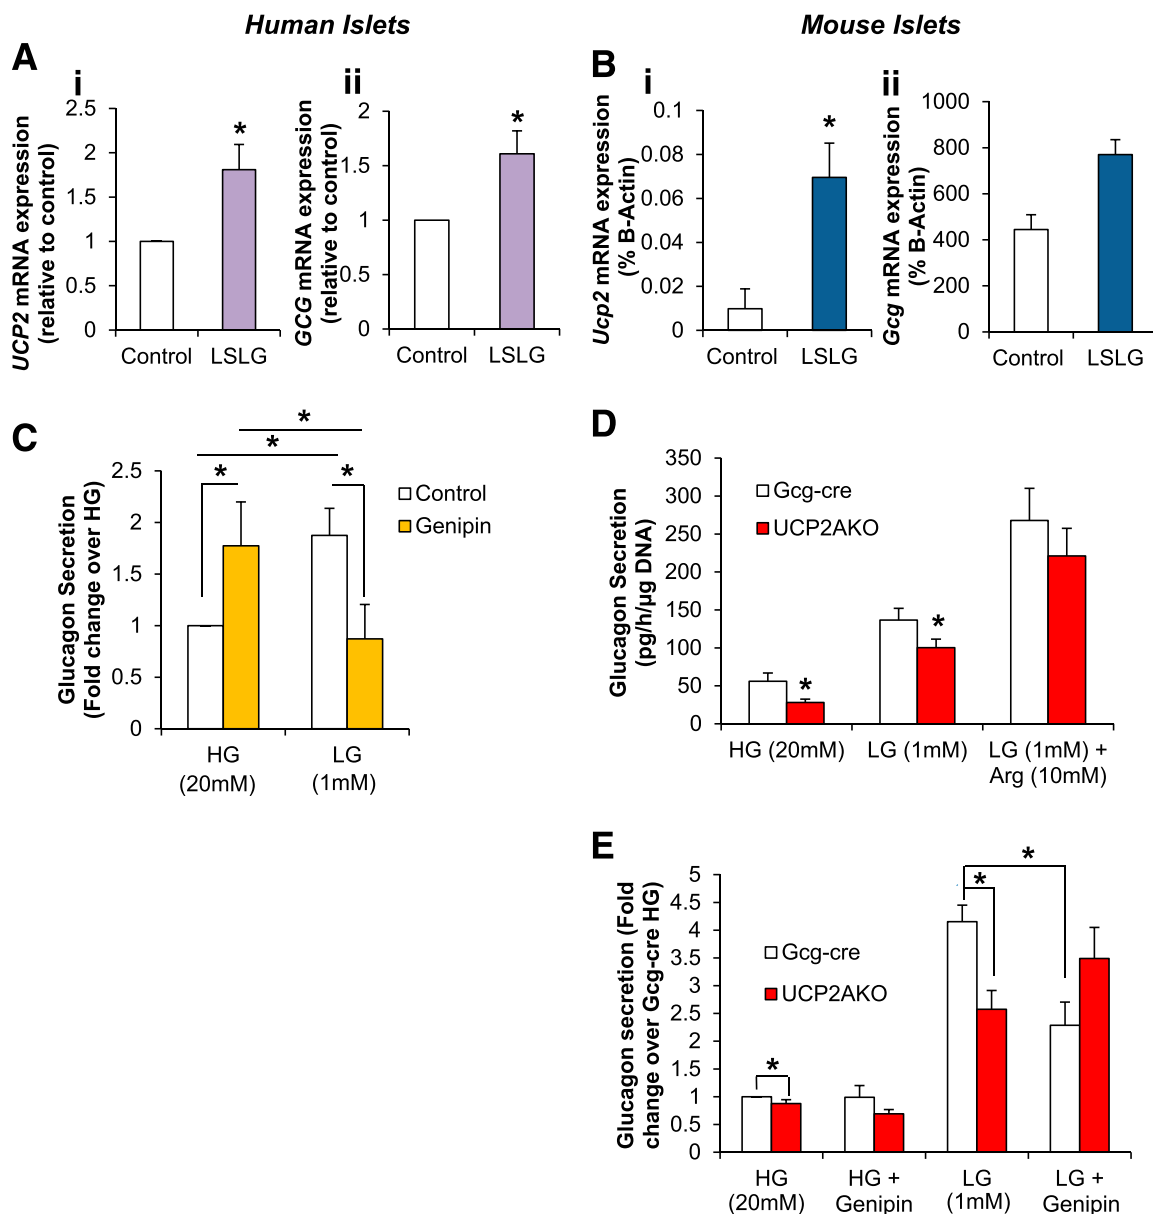 Human Islets
Mouse Islets
A
i
UCP2 mRNA expression
(relative to control)
2.5
2
1.5
1
0.5
0
*
Control
LSLG
ii
GCG mRNA expression
(relative to control)
2
1.5
1
0.5
0
*
Control
LSLG
B
i
Ucp2 mRNA expression
(% B-Actin)
0.1
0.08
0.06
0.04
0.02
0
*
Control
LSLG
ii
Gcg mRNA expression
(% B-Actin)
1000
800
600
400
200
0
Control
LSLG
C
Glucagon Secretion
(Fold change over HG)
2.5
2
1.5
1
0.5
0
*
*
*
*
Control
Genipin
HG
(20mM)
LG
(1mM)
D
Glucagon Secretion
(pg/h/µg DNA)
350
300
250
200
150
100
50
0
Gcg-cre
UCP2AKO
*
*
HG (20mM)
LG (1mM)
LG (1mM) +
Arg (10mM)
E
Glucagon secretion (Fold
change over Gcg-cre HG)
5
4.5
4
3.5
3
2.5
2
1.5
1
0.5
0
Gcg-cre
UCP2AKO
*
*
*
HG
(20mM)
HG +
Genipin
LG
(1mM)
LG +
Genipin